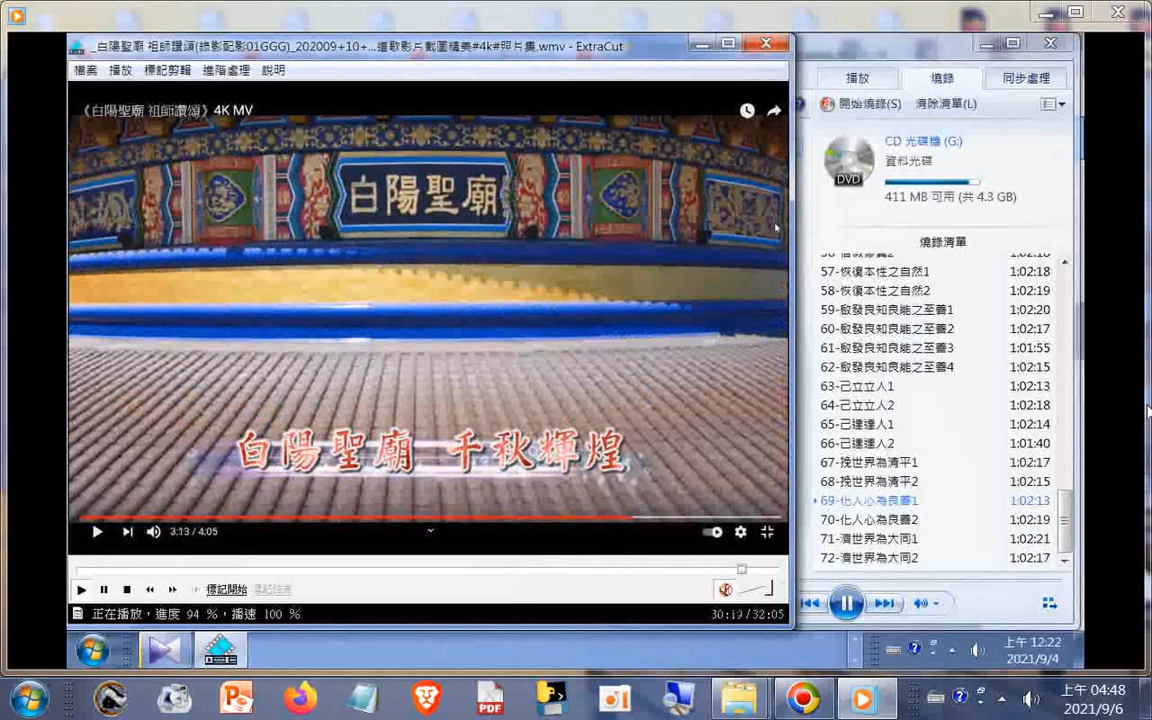 _白陽聖廟 祖師讚頌(錄影配影01GGG)_202009+10+...道歌影片截圖精美#4k#照片集.wmv - ExtraCut
檔案 播放 標記剪輯 進階處理 說明
《白陽聖廟 祖師讚頌》4K MV
白陽聖廟
白陽聖廟 千秋輝煌
3:13 / 4:05
標記開始 標記結束
正在播放，進度 94 %，播速 100 %
30:19/32:05
播放 燒錄 同步處理
開始燒錄(S) 清除清單(L)
CD 光碟機 (G:)
資料光碟
DVD
411 MB 可用 (共 4.3 GB)
燒錄清單
57-恢復本性之自然1 1:02:18
58-恢復本性之自然2 1:02:19
59-啟發良知良能之至善1 1:02:20
60-啟發良知良能之至善2 1:02:17
61-啟發良知良能之至善3 1:01:55
62-啟發良知良能之至善4 1:02:15
63-己立立人1 1:02:13
64-己立立人2 1:02:18
65-己達達人1 1:02:14
66-己達達人2 1:01:40
67-挽世界為清平1 1:02:17
68-挽世界為清平2 1:02:15
69-化人心為良善1 1:02:13
70-化人心為良善2 1:02:19
71-濟世界為大同1 1:02:21
72-濟世界為大同2 1:02:17
上午 12:22
2021/9/4
PDF
上午 04:48
2021/9/6